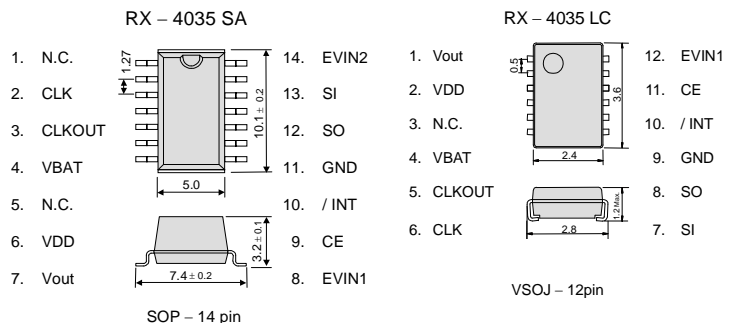 RX – 4035 SA
1. N.C.
2. CLK
3. CLKOUT
4. VBAT
5. N.C.
6. VDD
7. Vout
1.27
10.1 ± 0.2
5.0
3.2 ± 0.1
7.4 ± 0.2
14. EVIN2
13. SI
12. SO
11. GND
10. / INT
9. CE
8. EVIN1
SOP – 14 pin
RX – 4035 LC
1. Vout
2. VDD
3. N.C.
4. VBAT
5. CLKOUT
6. CLK
0.5
3.6
2.4
1.2 Max.
2.8
12. EVIN1
11. CE
10. / INT
9. GND
8. SO
7. SI
VSOJ – 12pin